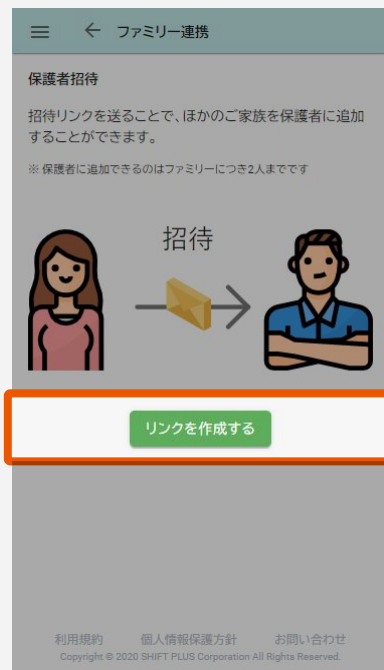 ファミリー連携
保護者招待
招待リンクを送ることで、ほかのご家族を保護者に追加
することができます。
※ 保護者に追加できるのはファミリーにつき2人までです
招待
リンクを作成する
利用規約 個人情報保護方針 お問い合わせ
Copyright © 2020 SHIFT PLUS Corporation All Rights Reserved.